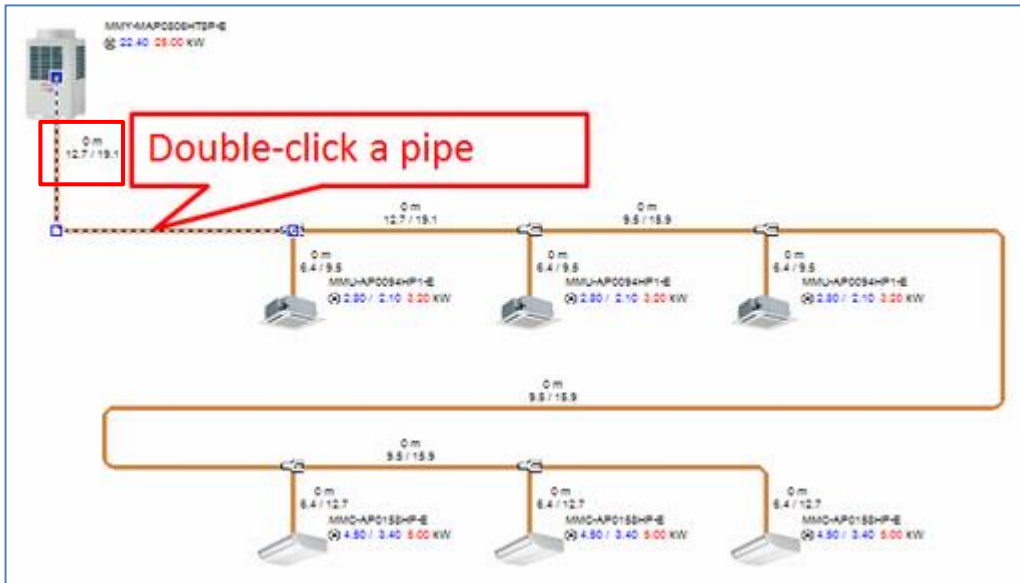 MMY-MAP0806HT8P-E
22.40 25.00 kW
0 m
12.7 / 19.1
Double-click a pipe
0 m
12.7 / 19.1
0 m
9.5 / 15.9
0 m
6.4 / 9.5
MMU-AP0094HP1-E
2.80 / 2.10 3.20 kW
0 m
6.4 / 9.5
MMU-AP0094HP1-E
2.80 / 2.10 3.20 kW
0 m
6.4 / 9.5
MMU-AP0094HP1-E
2.80 / 2.10 3.20 kW
0 m
9.5 / 15.9
0 m
9.5 / 15.9
0 m
6.4 / 12.7
MMC-AP0158HP-E
4.50 / 3.40 5.00 kW
0 m
6.4 / 12.7
MMC-AP0158HP-E
4.50 / 3.40 5.00 kW
0 m
6.4 / 12.7
MMC-AP0158HP-E
4.50 / 3.40 5.00 kW